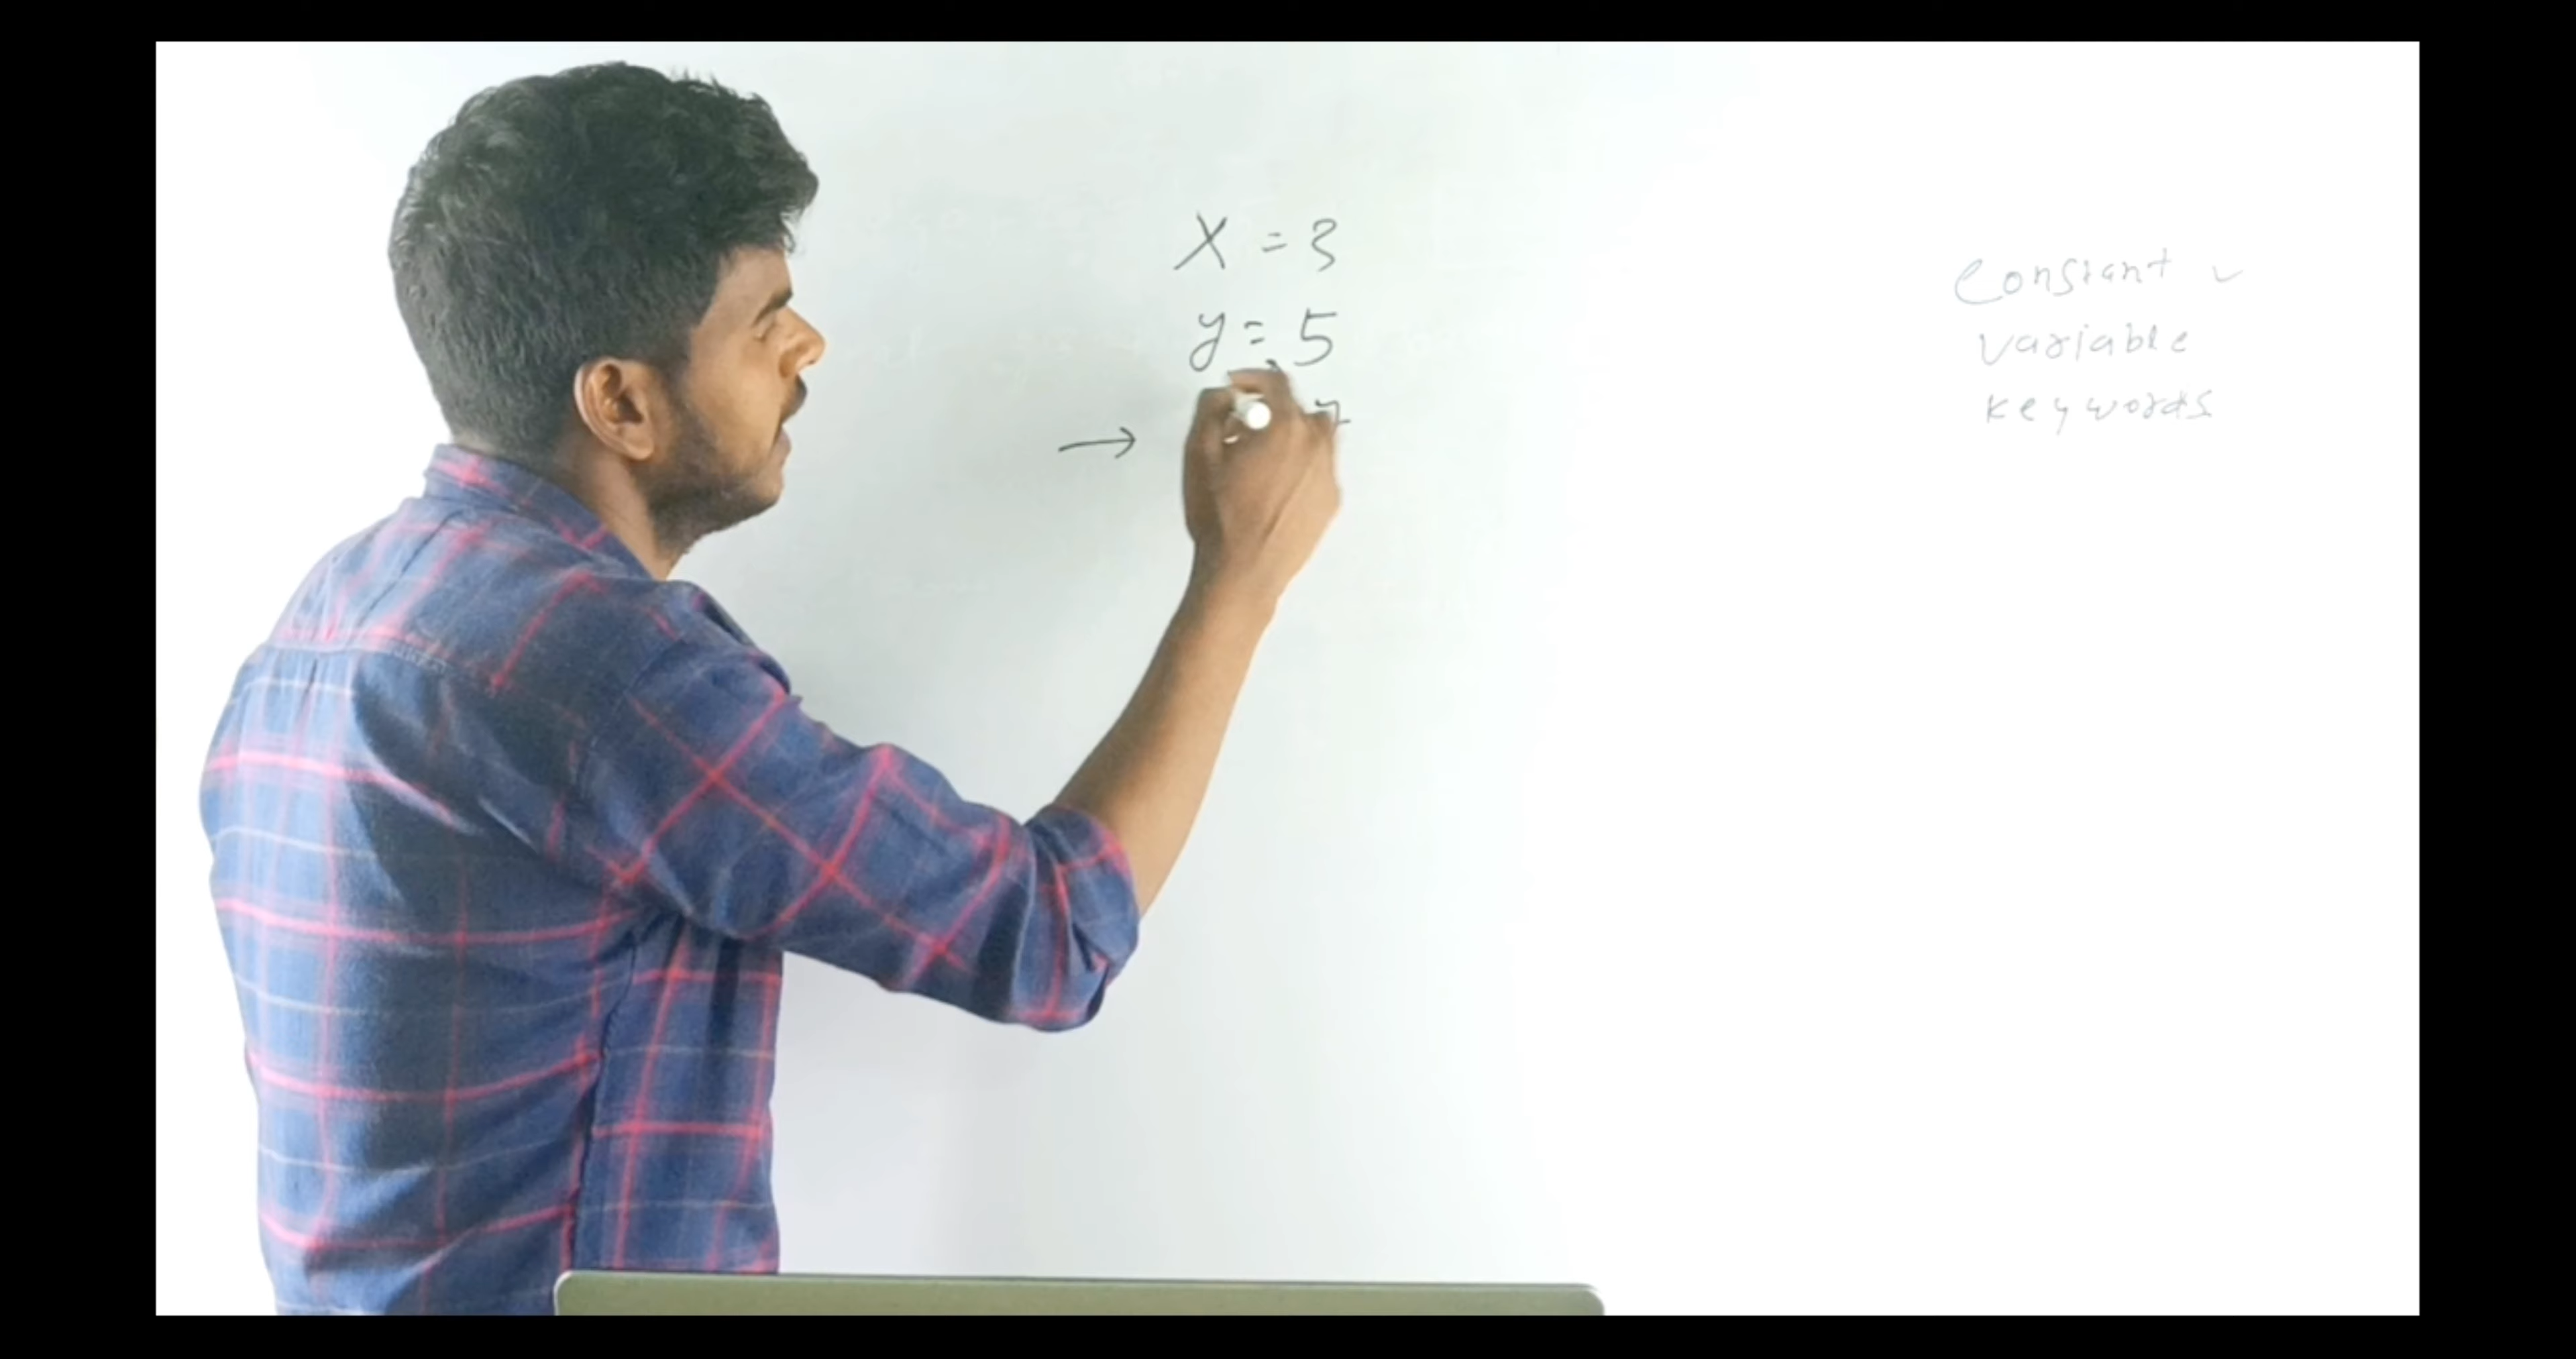 X = 3
y = 5
→
Constant ✓
Variable
Keywords